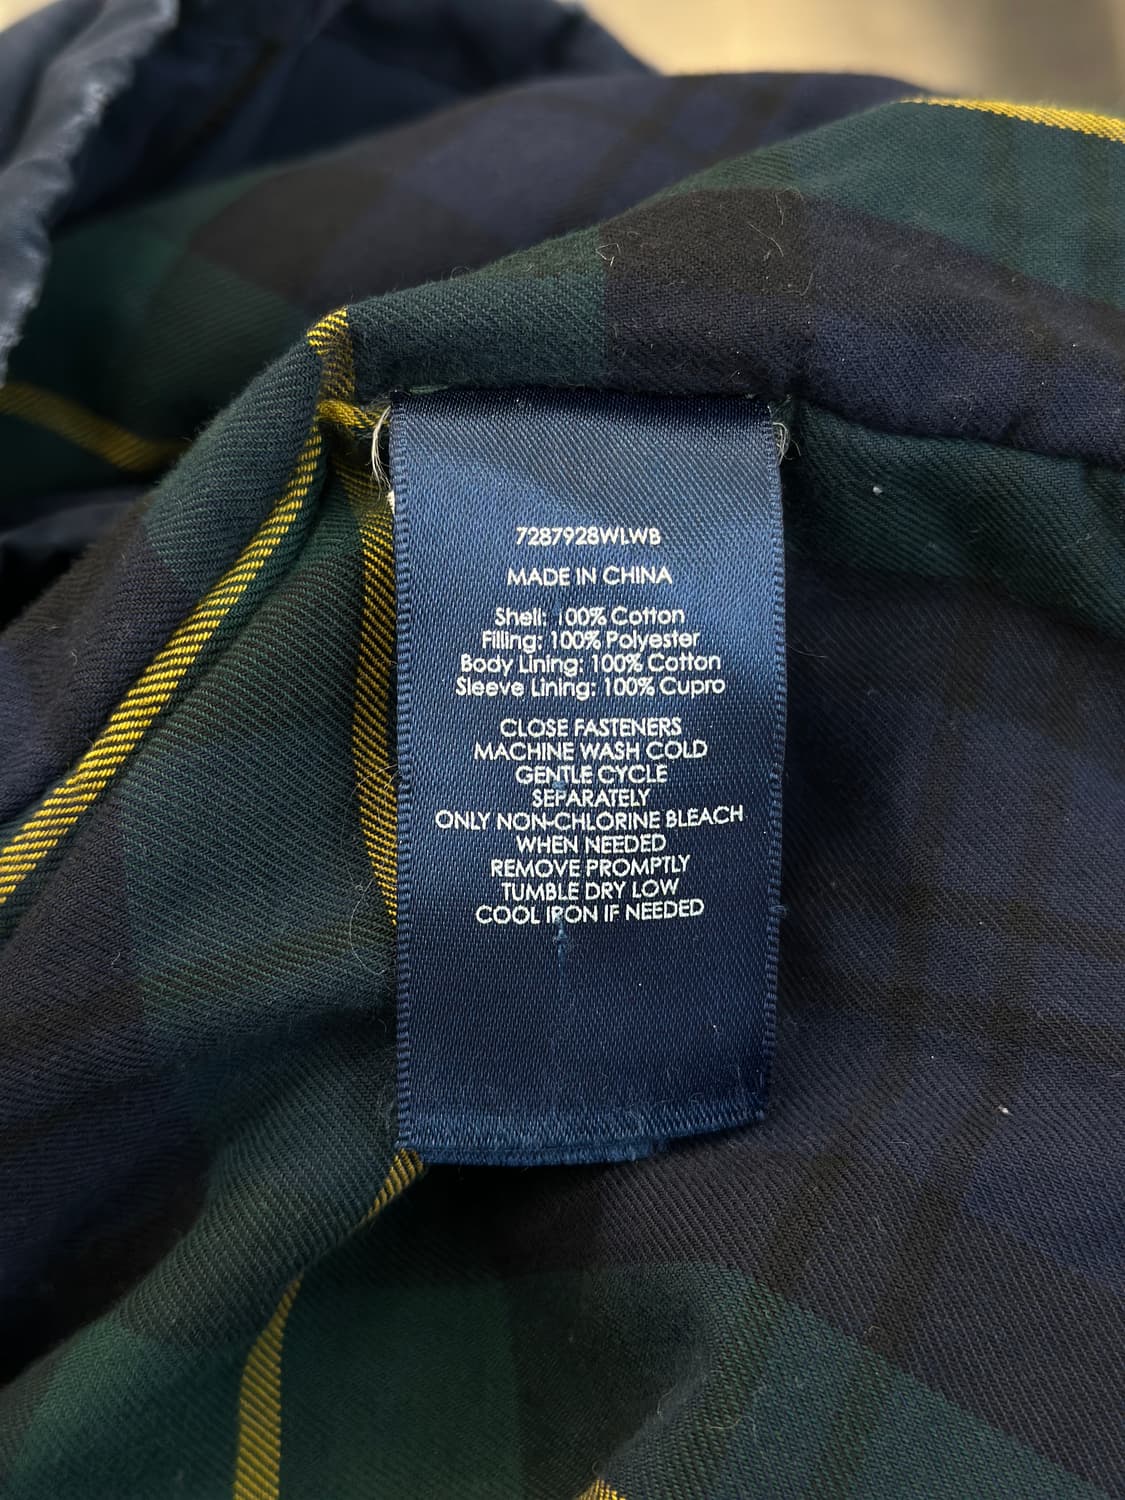 7287928WLWB
MADE IN CHINA
Shell: 100% Cotton
Filling: 100% Polyester
Body Lining: 100% Cotton
Sleeve Lining: 100% Cupro
CLOSE FASTENERS
MACHINE WASH COLD
GENTLE CYCLE
SEPARATELY
ONLY NON-CHLORINE BLEACH
WHEN NEEDED
REMOVE PROMPTLY
TUMBLE DRY LOW
COOL IRON IF NEEDED